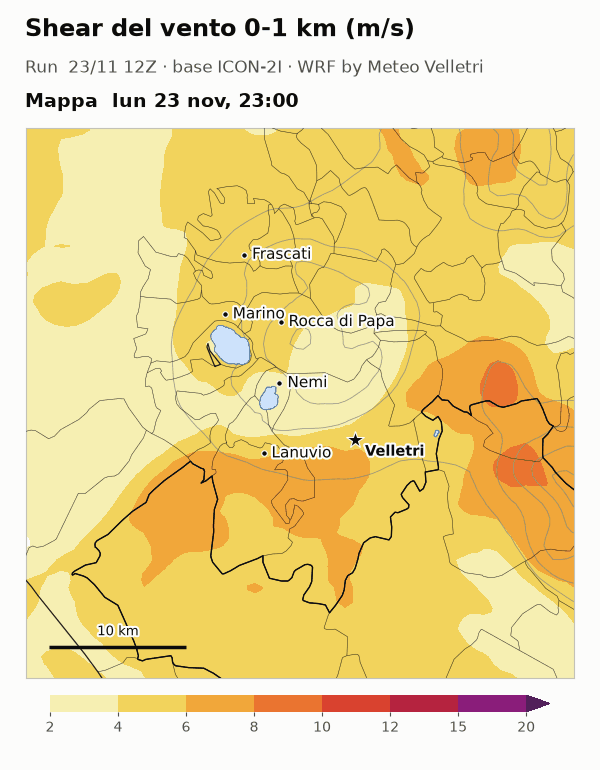 Shear del vento 0-1 km (m/s)
Run  23/11 12Z · base ICON-2I · WRF by Meteo Velletri
Mappa  lun 23 nov, 23:00
Frascati
Marino
Rocca di Papa
Nemi
Velletri
Lanuvio
10 km
2 4 6 8 10 12 15 20